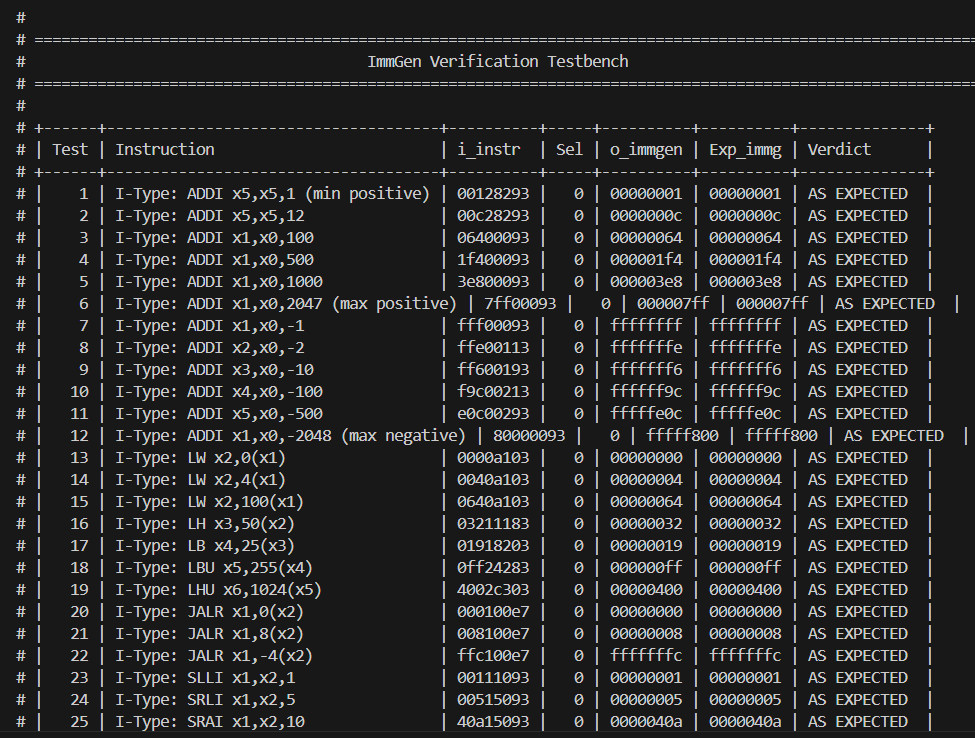 #
# ========================================================================================================
#                                      ImmGen Verification Testbench
# ========================================================================================================
#
# +------+-------------------------------------+----------+-----+----------+----------+--------------+
# | Test | Instruction                         | i_instr  | Sel | o_immgen | Exp_immg | Verdict      |
# +------+-------------------------------------+----------+-----+----------+----------+--------------+
# |    1 | I-Type: ADDI x5,x5,1 (min positive) | 00128293 |   0 | 00000001 | 00000001 | AS EXPECTED  |
# |    2 | I-Type: ADDI x5,x5,12               | 00c28293 |   0 | 0000000c | 0000000c | AS EXPECTED  |
# |    3 | I-Type: ADDI x1,x0,100              | 06400093 |   0 | 00000064 | 00000064 | AS EXPECTED  |
# |    4 | I-Type: ADDI x1,x0,500              | 1f400093 |   0 | 000001f4 | 000001f4 | AS EXPECTED  |
# |    5 | I-Type: ADDI x1,x0,1000             | 3e800093 |   0 | 000003e8 | 000003e8 | AS EXPECTED  |
# |    6 | I-Type: ADDI x1,x0,2047 (max positive) | 7ff00093 |   0 | 000007ff | 000007ff | AS EXPECTED  |
# |    7 | I-Type: ADDI x1,x0,-1               | fff00093 |   0 | ffffffff | ffffffff | AS EXPECTED  |
# |    8 | I-Type: ADDI x2,x0,-2               | ffe00113 |   0 | fffffffe | fffffffe | AS EXPECTED  |
# |    9 | I-Type: ADDI x3,x0,-10              | ff600193 |   0 | fffffff6 | fffffff6 | AS EXPECTED  |
# |   10 | I-Type: ADDI x4,x0,-100             | f9c00213 |   0 | ffffff9c | ffffff9c | AS EXPECTED  |
# |   11 | I-Type: ADDI x5,x0,-500             | e0c00293 |   0 | fffffe0c | fffffe0c | AS EXPECTED  |
# |   12 | I-Type: ADDI x1,x0,-2048 (max negative) | 80000093 |   0 | fffff800 | fffff800 | AS EXPECTED  |
# |   13 | I-Type: LW x2,0(x1)                 | 0000a103 |   0 | 00000000 | 00000000 | AS EXPECTED  |
# |   14 | I-Type: LW x2,4(x1)                 | 0040a103 |   0 | 00000004 | 00000004 | AS EXPECTED  |
# |   15 | I-Type: LW x2,100(x1)               | 0640a103 |   0 | 00000064 | 00000064 | AS EXPECTED  |
# |   16 | I-Type: LH x3,50(x2)                | 03211183 |   0 | 00000032 | 00000032 | AS EXPECTED  |
# |   17 | I-Type: LB x4,25(x3)                | 01918203 |   0 | 00000019 | 00000019 | AS EXPECTED  |
# |   18 | I-Type: LBU x5,255(x4)              | 0ff24283 |   0 | 000000ff | 000000ff | AS EXPECTED  |
# |   19 | I-Type: LHU x6,1024(x5)             | 4002c303 |   0 | 00000400 | 00000400 | AS EXPECTED  |
# |   20 | I-Type: JALR x1,0(x2)               | 000100e7 |   0 | 00000000 | 00000000 | AS EXPECTED  |
# |   21 | I-Type: JALR x1,8(x2)               | 008100e7 |   0 | 00000008 | 00000008 | AS EXPECTED  |
# |   22 | I-Type: JALR x1,-4(x2)              | ffc100e7 |   0 | fffffffc | fffffffc | AS EXPECTED  |
# |   23 | I-Type: SLLI x1,x2,1                | 00111093 |   0 | 00000001 | 00000001 | AS EXPECTED  |
# |   24 | I-Type: SRLI x1,x2,5                | 00515093 |   0 | 00000005 | 00000005 | AS EXPECTED  |
# |   25 | I-Type: SRAI x1,x2,10               | 40a15093 |   0 | 0000040a | 0000040a | AS EXPECTED  |